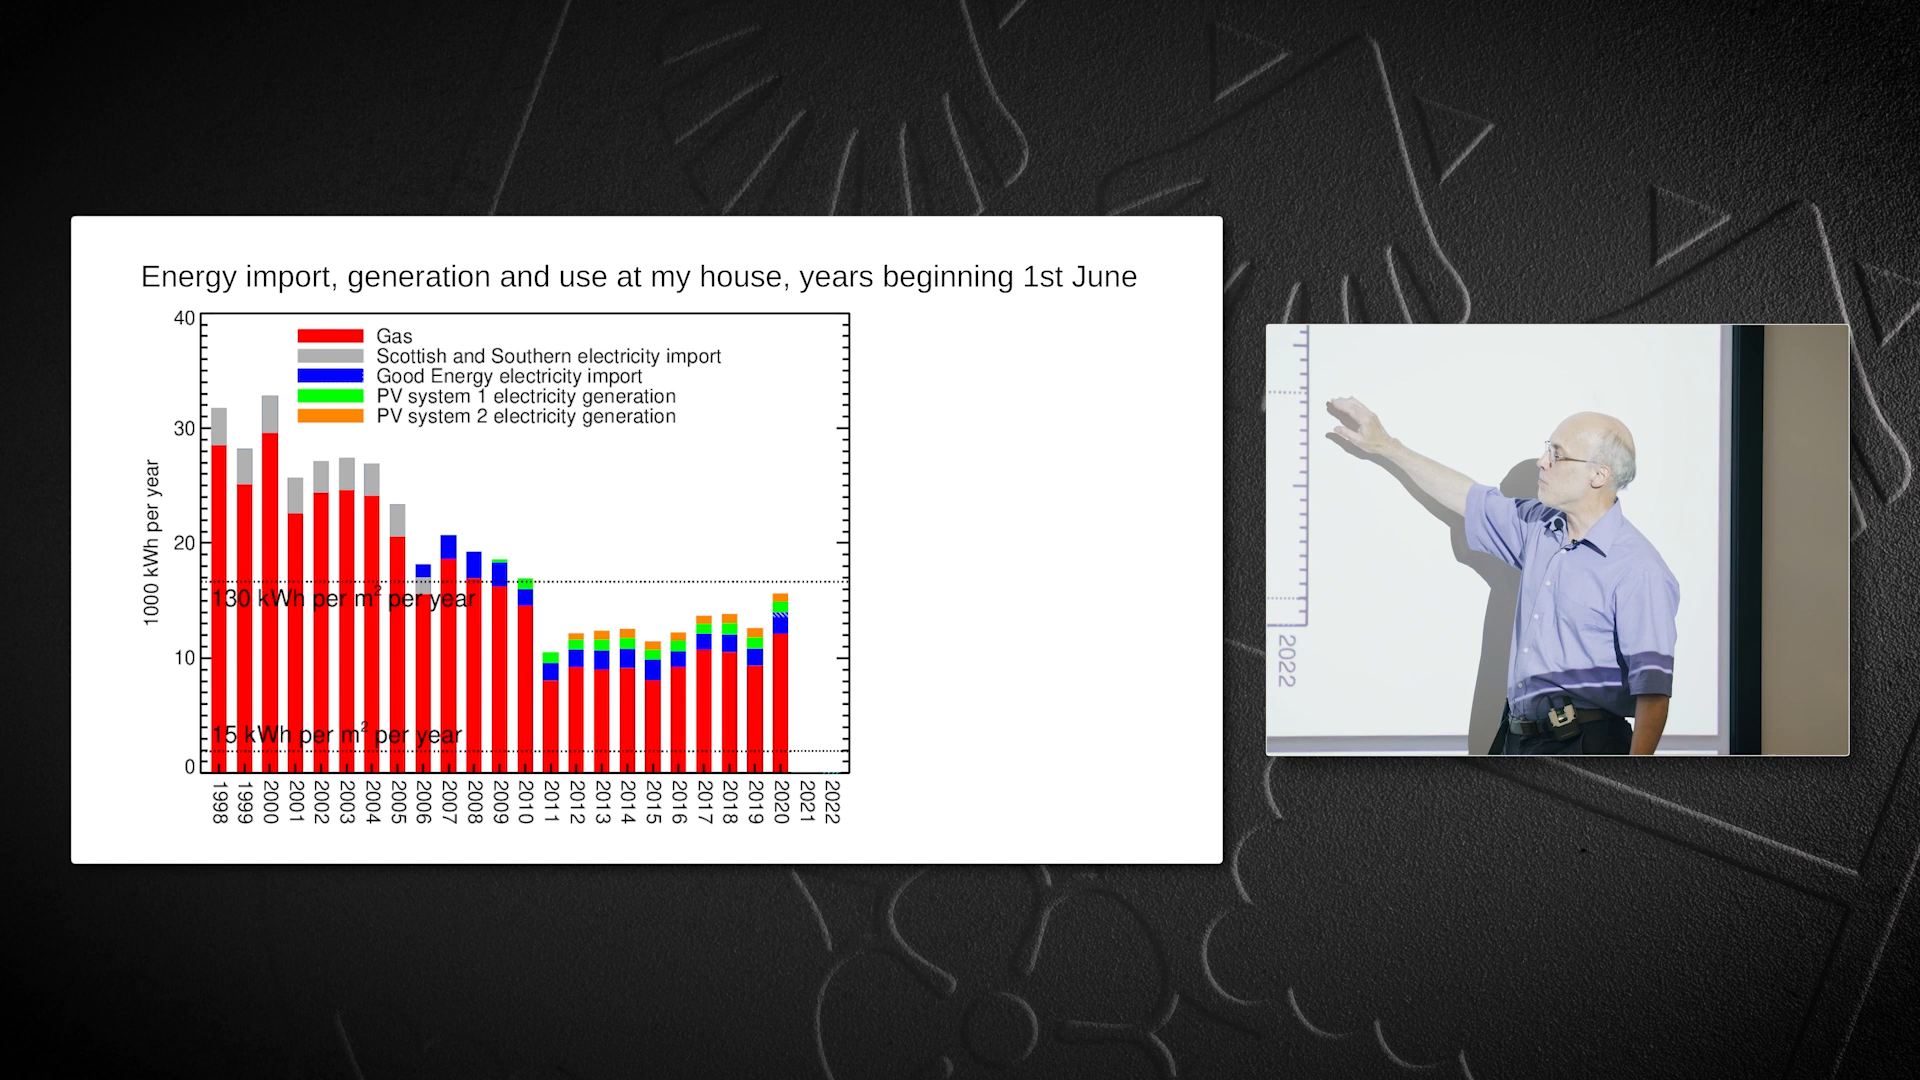 Energy import, generation and use at my house, years beginning 1st June
40
30
20
10
0
1000 kWh per year
Gas
Scottish and Southern electricity import
Good Energy electricity import
PV system 1 electricity generation
PV system 2 electricity generation
130 kWh per m² per year
15 kWh per m² per year
1998 1999 2000 2001 2002 2003 2004 2005 2006 2007 2008 2009 2010 2011 2012 2013 2014 2015 2016 2017 2018 2019 2020 2021 2022
2022